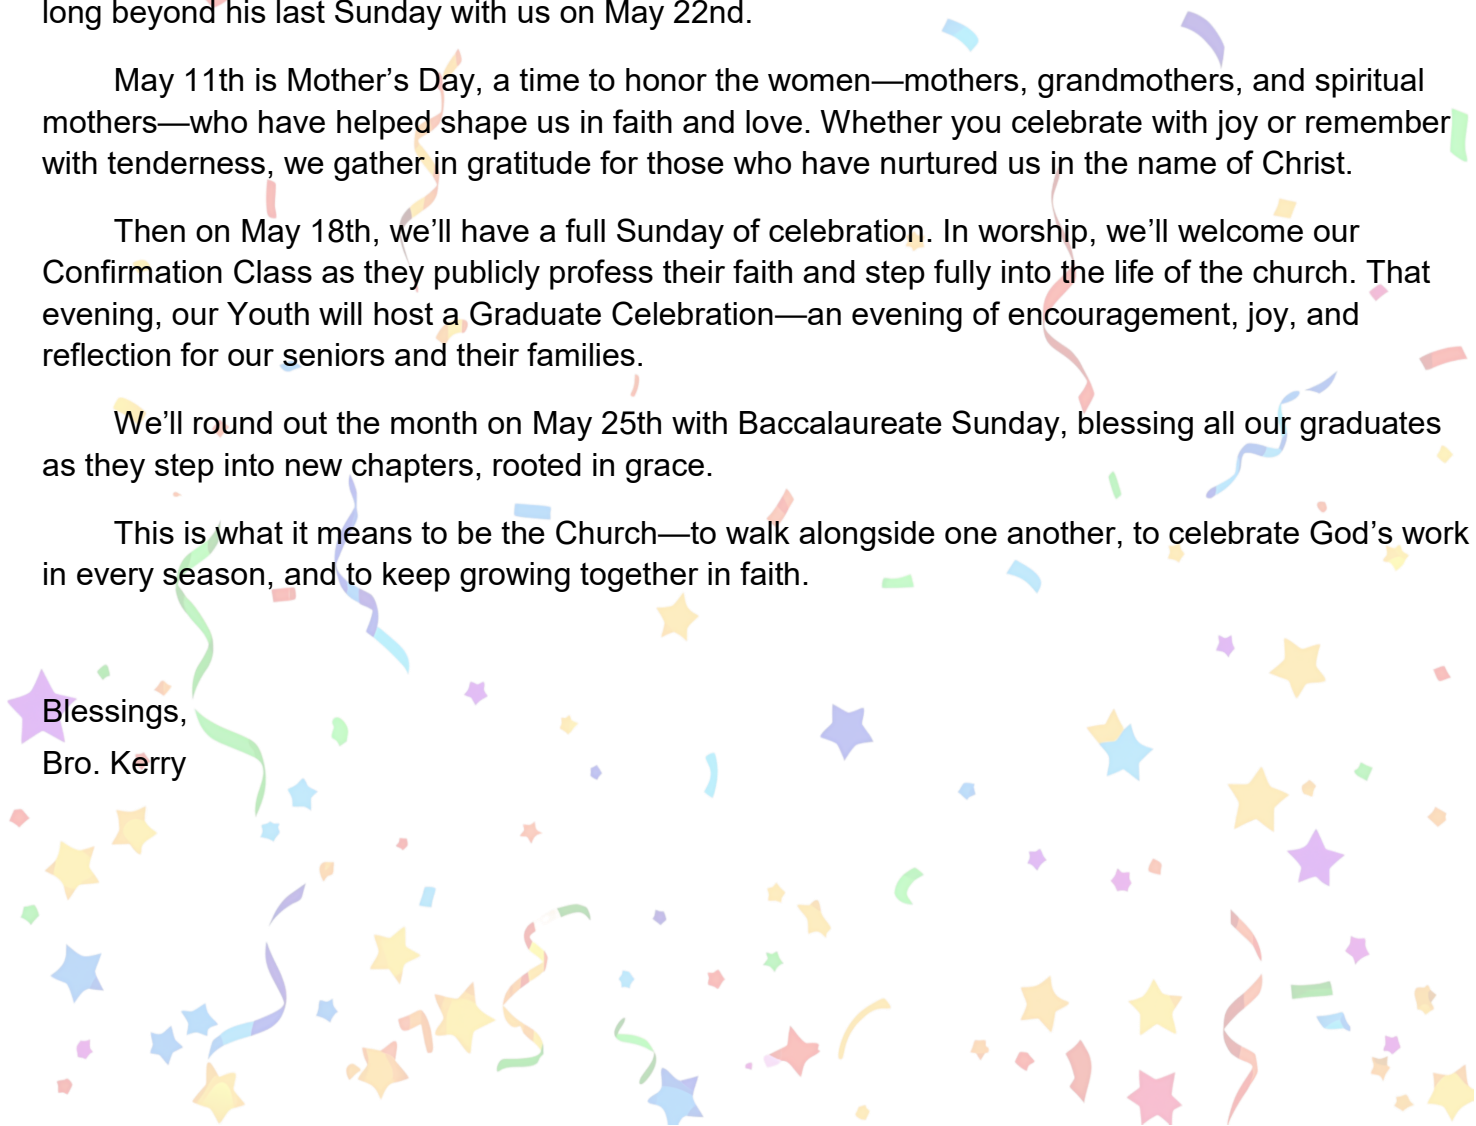 long beyond his last Sunday with us on May 22nd.
May 11th is Mother’s Day, a time to honor the women—mothers, grandmothers, and spiritual
mothers—who have helped shape us in faith and love. Whether you celebrate with joy or remember
with tenderness, we gather in gratitude for those who have nurtured us in the name of Christ.
Then on May 18th, we’ll have a full Sunday of celebration. In worship, we’ll welcome our
Confirmation Class as they publicly profess their faith and step fully into the life of the church. That
evening, our Youth will host a Graduate Celebration—an evening of encouragement, joy, and
reflection for our seniors and their families.
We’ll round out the month on May 25th with Baccalaureate Sunday, blessing all our graduates
as they step into new chapters, rooted in grace.
This is what it means to be the Church—to walk alongside one another, to celebrate God’s work
in every season, and to keep growing together in faith.
Blessings,
Bro. Kerry